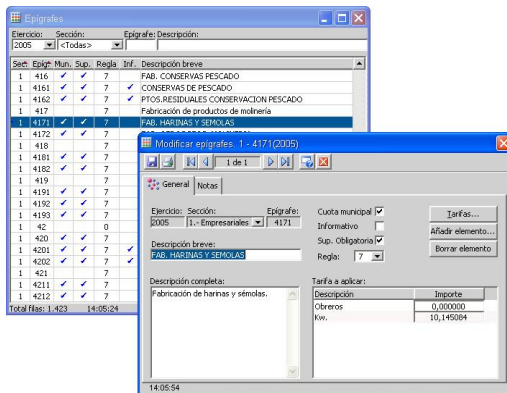 Epígrafes
Ejercicio: Sección: Epígrafe: Descripción:
2005 <Todas>
Sec Epíg Mun. Sup. Regla Inf. Descripción breve
1 416 7 FAB. CONSERVAS PESCADO
1 4161 7 CONSERVAS DE PESCADO
1 4162 7 PTOS.RESIDUALES CONSERVACION PESCADO
1 417 7 Fabricación de productos de molinería
1 4171 7 FAB. HARINAS Y SEMOLAS
1 4172 7
1 418 7
1 4181 7
1 4182 7
1 419 7
1 4191 7
1 4192 7
1 4193 7
1 42 0
1 420 7
1 4201 7
1 4202 7
1 421 7
1 4211 7
1 4212 7
Total filas: 1.423 14:05:24
Modificar epígrafes. 1 - 4171(2005)
1 de 1
General Notas
Ejercicio: Sección: Epígrafe:
2005 1.- Empresariales 4171
Descripción breve:
FAB. HARINAS Y SEMOLAS
Cuota municipal
Informativo
Sup. Obligatoria
Regla: 7
Tarifas...
Añadir elemento...
Borrar elemento
Descripción completa:
Fabricación de harinas y sémolas.
Tarifa a aplicar:
Descripción Importe
Obreros 0,000000
Kw. 10,145084
14:05:54